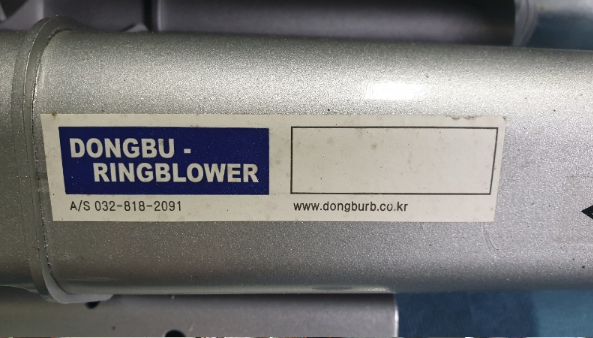 DONGBU -
RINGBLOWER
A/S 032-818-2091
www.dongburb.co.kr